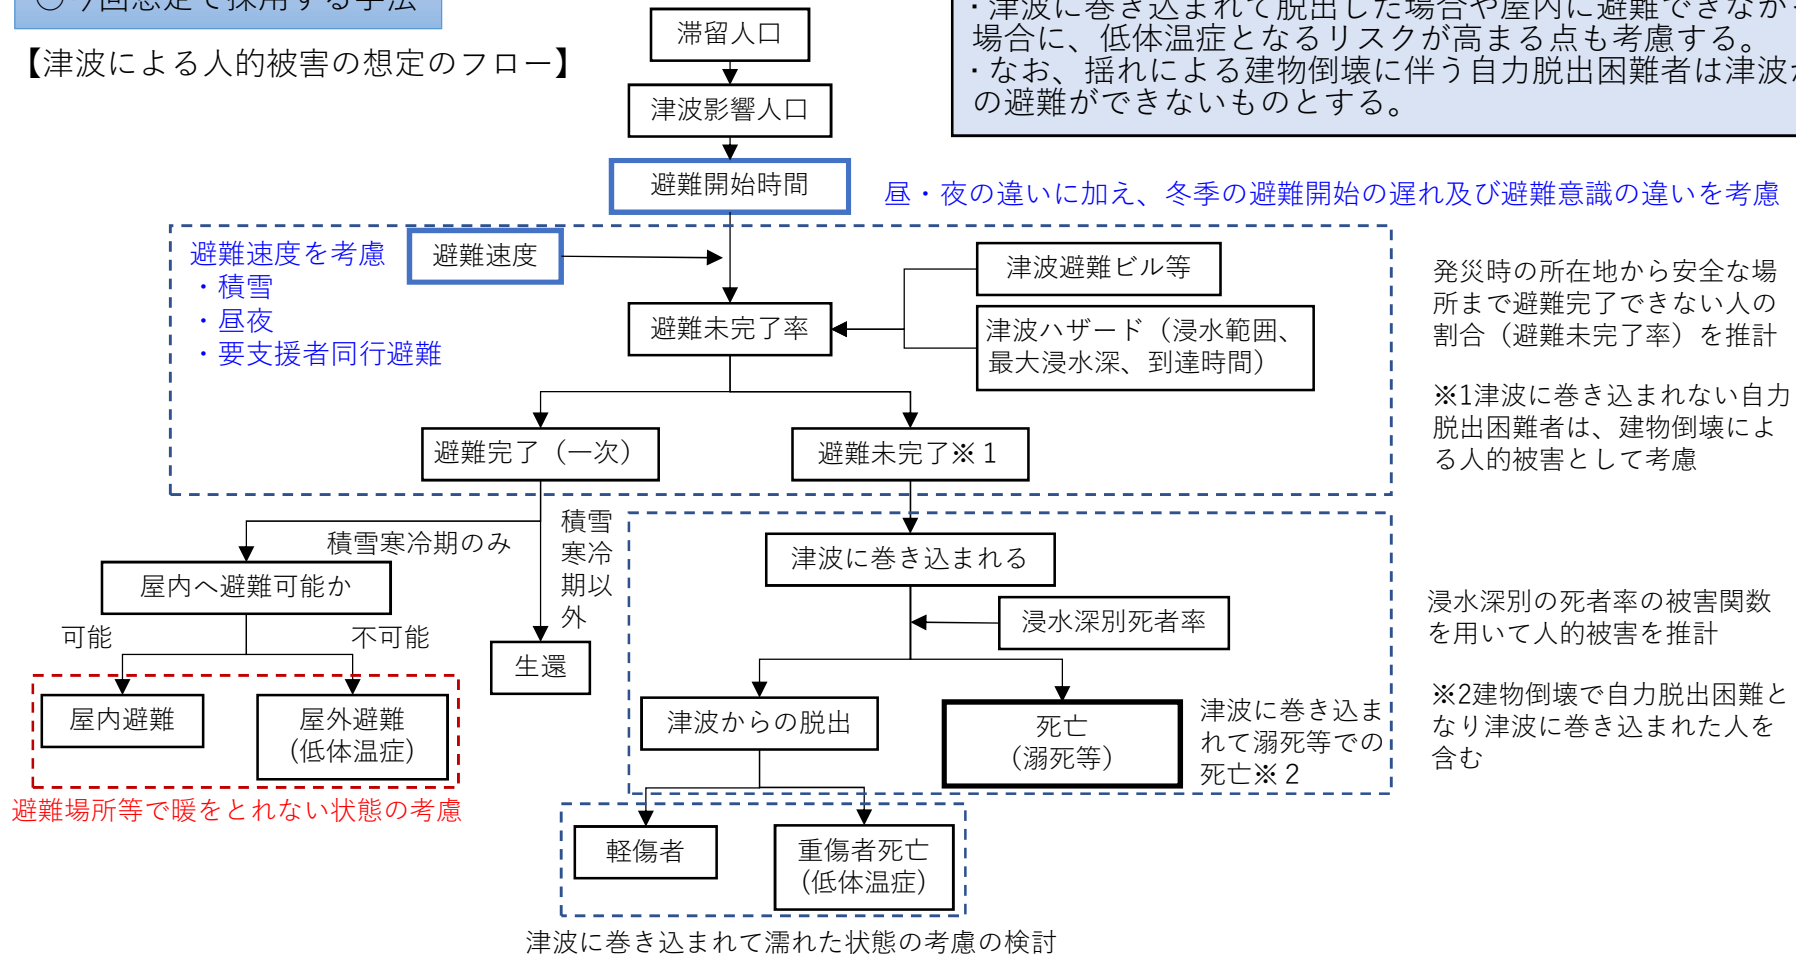 ○今回想定で採用する手法
【津波による人的被害の想定のフロー】
・津波に巻き込まれて脱出した場合や屋内に避難できなか
場合に、低体温症となるリスクが高まる点も考慮する。
・なお、揺れによる建物倒壊に伴う自力脱出困難者は津波
の避難ができないものとする。
滞留人口
津波影響人口
避難開始時間
昼・夜の違いに加え、冬季の避難開始の遅れ及び避難意識の違いを考慮
避難速度を考慮
・積雪
・昼夜
・要支援者同行避難
避難速度
津波避難ビル等
避難未完了率
津波ハザード（浸水範囲、
最大浸水深、到達時間）
発災時の所在地から安全な場
所まで避難完了できない人の
割合（避難未完了率）を推計
※1津波に巻き込まれない自力
脱出困難者は、建物倒壊によ
る人的被害として考慮
避難完了（一次）
避難未完了※１
積雪寒冷期のみ
積雪
寒冷
期以
外
屋内へ避難可能か
可能
不可能
生還
屋内避難
屋外避難
(低体温症)
避難場所等で暖をとれない状態の考慮
津波に巻き込まれる
浸水深別死者率
浸水深別の死者率の被害関数
を用いて人的被害を推計
津波からの脱出
死亡
(溺死等)
津波に巻き込ま
れて溺死等での
死亡※２
※2建物倒壊で自力脱出困難と
なり津波に巻き込まれた人を
含む
軽傷者
重傷者死亡
(低体温症)
津波に巻き込まれて濡れた状態の考慮の検討